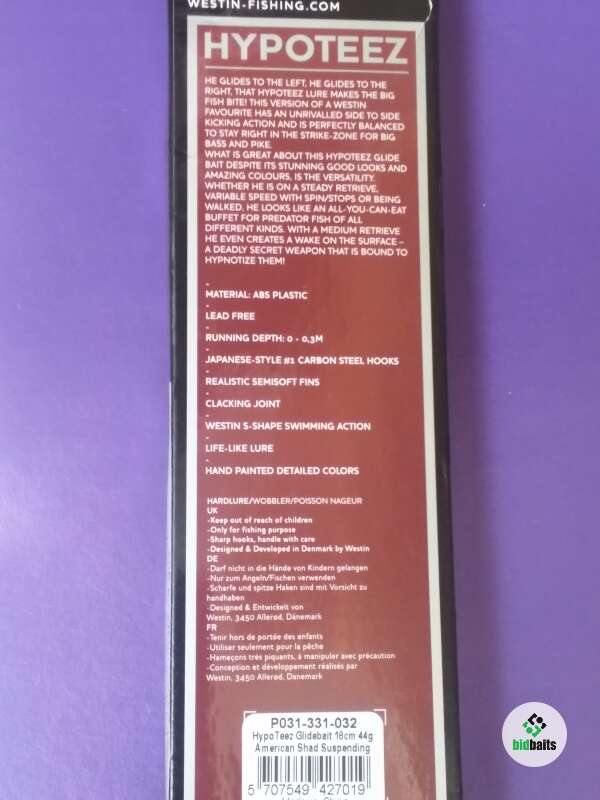 WESTIN-FISHING.COM
HYPOTEEZ
HE GLIDES TO THE LEFT, HE GLIDES TO THE
RIGHT, THAT HYPOTEEZ LURE MAKES THE BIG
FISH BITE! THIS VERSION OF A WESTIN
FAVOURITE HAS AN UNRIVALLED SIDE TO SIDE
KICKING ACTION AND IS PERFECTLY BALANCED
TO STAY RIGHT IN THE STRIKE-ZONE FOR BIG
BASS AND PIKE.
WHAT IS GREAT ABOUT THIS HYPOTEEZ GLIDE
BAIT DESPITE ITS STUNNING GOOD LOOKS AND
AMAZING COLOURS, IS THE VERSATILITY.
WHETHER HE IS ON A STEADY RETRIEVE,
VARIABLE SPEED WITH SPIN/STOPS OR BEING
WALKED, HE LOOKS LIKE AN ALL-YOU-CAN-EAT
BUFFET FOR PREDATOR FISH OF ALL
DIFFERENT KINDS. WITH A MEDIUM RETRIEVE
HE EVEN CREATES A WAKE ON THE SURFACE –
A DEADLY SECRET WEAPON THAT IS BOUND TO
HYPNOTIZE THEM!
-
MATERIAL: ABS PLASTIC
-
LEAD FREE
-
RUNNING DEPTH: 0 - 0,3M
-
JAPANESE-STYLE #1 CARBON STEEL HOOKS
-
REALISTIC SEMISOFT FINS
-
CLACKING JOINT
-
WESTIN S-SHAPE SWIMMING ACTION
-
LIFE-LIKE LURE
-
HAND PAINTED DETAILED COLORS
HARDLURE/WOBBLER/POISSON NAGEUR
UK
-Keep out of reach of children
-Only for fishing purpose
-Sharp hooks, handle with care
-Designed & Developed in Denmark by Westin
DE
-Darf nicht in die Hände von Kindern gelangen
-Nur zum Angeln/Fischen verwenden
-Scharfe und spitze Haken sind mit Vorsicht zu
handhaben
-Designed & Entwickelt von
Westin, 3450 Allerod, Dänemark
FR
-Tenir hors de portée des enfants
-Utiliser seulement pour la pêche
-Hameçons très piquants, à manipuler avec précaution
-Conception et développement réalisés par
Westin, 3450 Allerod, Danemark
P031-331-032
HypoTeez Glidebait 18cm 44g
American Shad Suspending
5 707549 427019
bidbaits